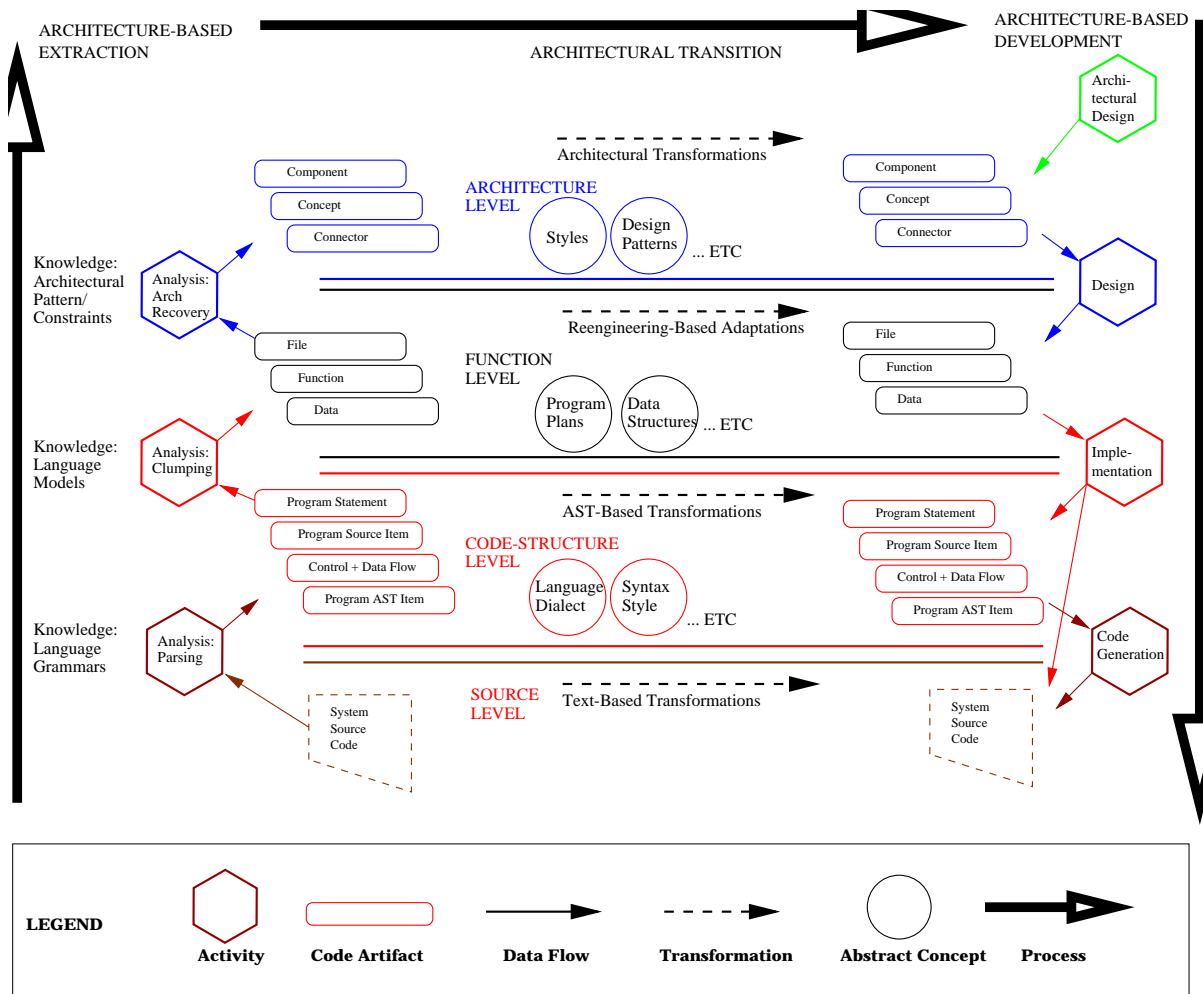 ARCHITECTURE-BASED
EXTRACTION
ARCHITECTURAL TRANSITION
ARCHITECTURE-BASED
DEVELOPMENT
Archi-
tectural
Design
Architectural Transformations
Component
Concept
Connector
ARCHITECTURE
LEVEL
Styles
Design
Patterns
... ETC
Component
Concept
Connector
Knowledge:
Architectural
Pattern/
Constraints
Analysis:
Arch
Recovery
Design
Reengineering-Based Adaptations
File
Function
Data
FUNCTION
LEVEL
Program
Plans
Data
Structures
... ETC
File
Function
Data
Knowledge:
Language
Models
Analysis:
Clumping
Imple-
mentation
AST-Based Transformations
Program Statement
Program Source Item
Control + Data Flow
Program AST Item
CODE-STRUCTURE
LEVEL
Language
Dialect
Syntax
Style
... ETC
Program Statement
Program Source Item
Control + Data Flow
Program AST Item
Knowledge:
Language
Grammars
Analysis:
Parsing
Code
Generation
SOURCE
LEVEL
Text-Based Transformations
System
Source
Code
System
Source
Code
LEGEND
Activity
Code Artifact
Data Flow
Transformation
Abstract Concept
Process